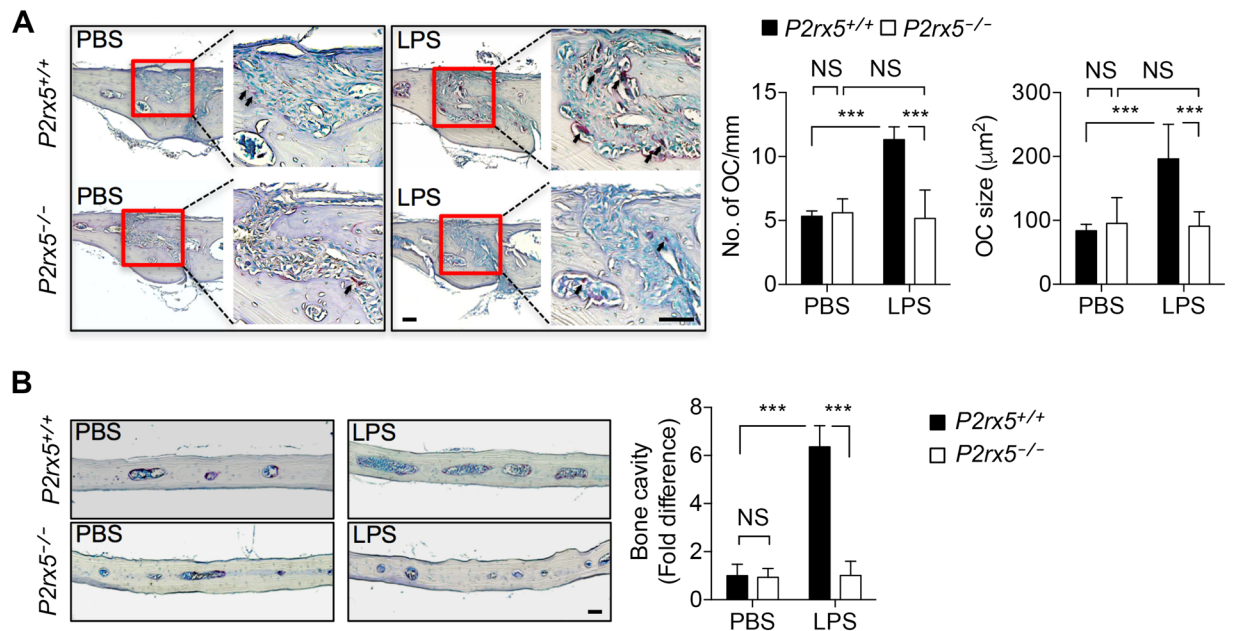 A
P2rx5+/+
PBS
LPS
P2rx5−/−
PBS
LPS
P2rx5+/+ P2rx5−/−
No. of OC/mm
15
10
5
0
NS NS
*** ***
PBS LPS
OC size (μm2)
300
200
100
0
NS NS
*** ***
PBS LPS
B
P2rx5+/+
PBS
LPS
P2rx5−/−
PBS
LPS
Bone cavity
(Fold difference)
8
6
4
2
0
*** ***
NS
PBS LPS
P2rx5+/+
P2rx5−/−